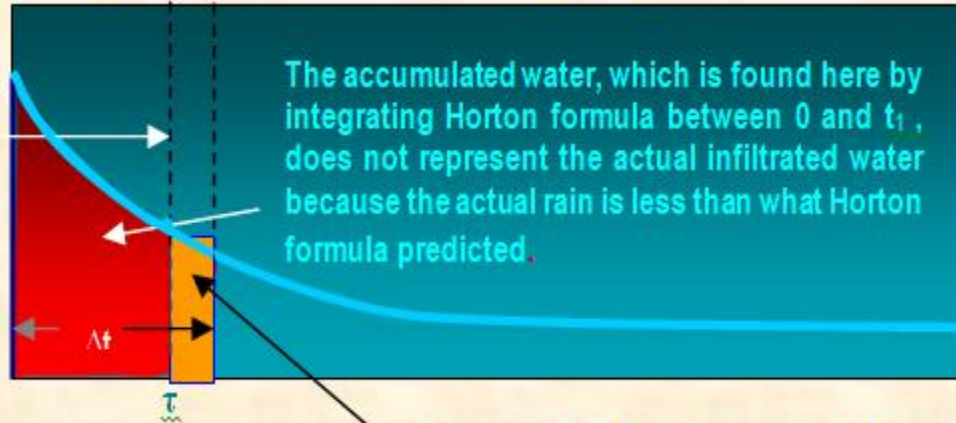 The accumulated water, which is found here by
integrating Horton formula between 0 and t₁ ,
does not represent the actual infiltrated water
because the actual rain is less than what Horton
formula predicted.
Δt
τ